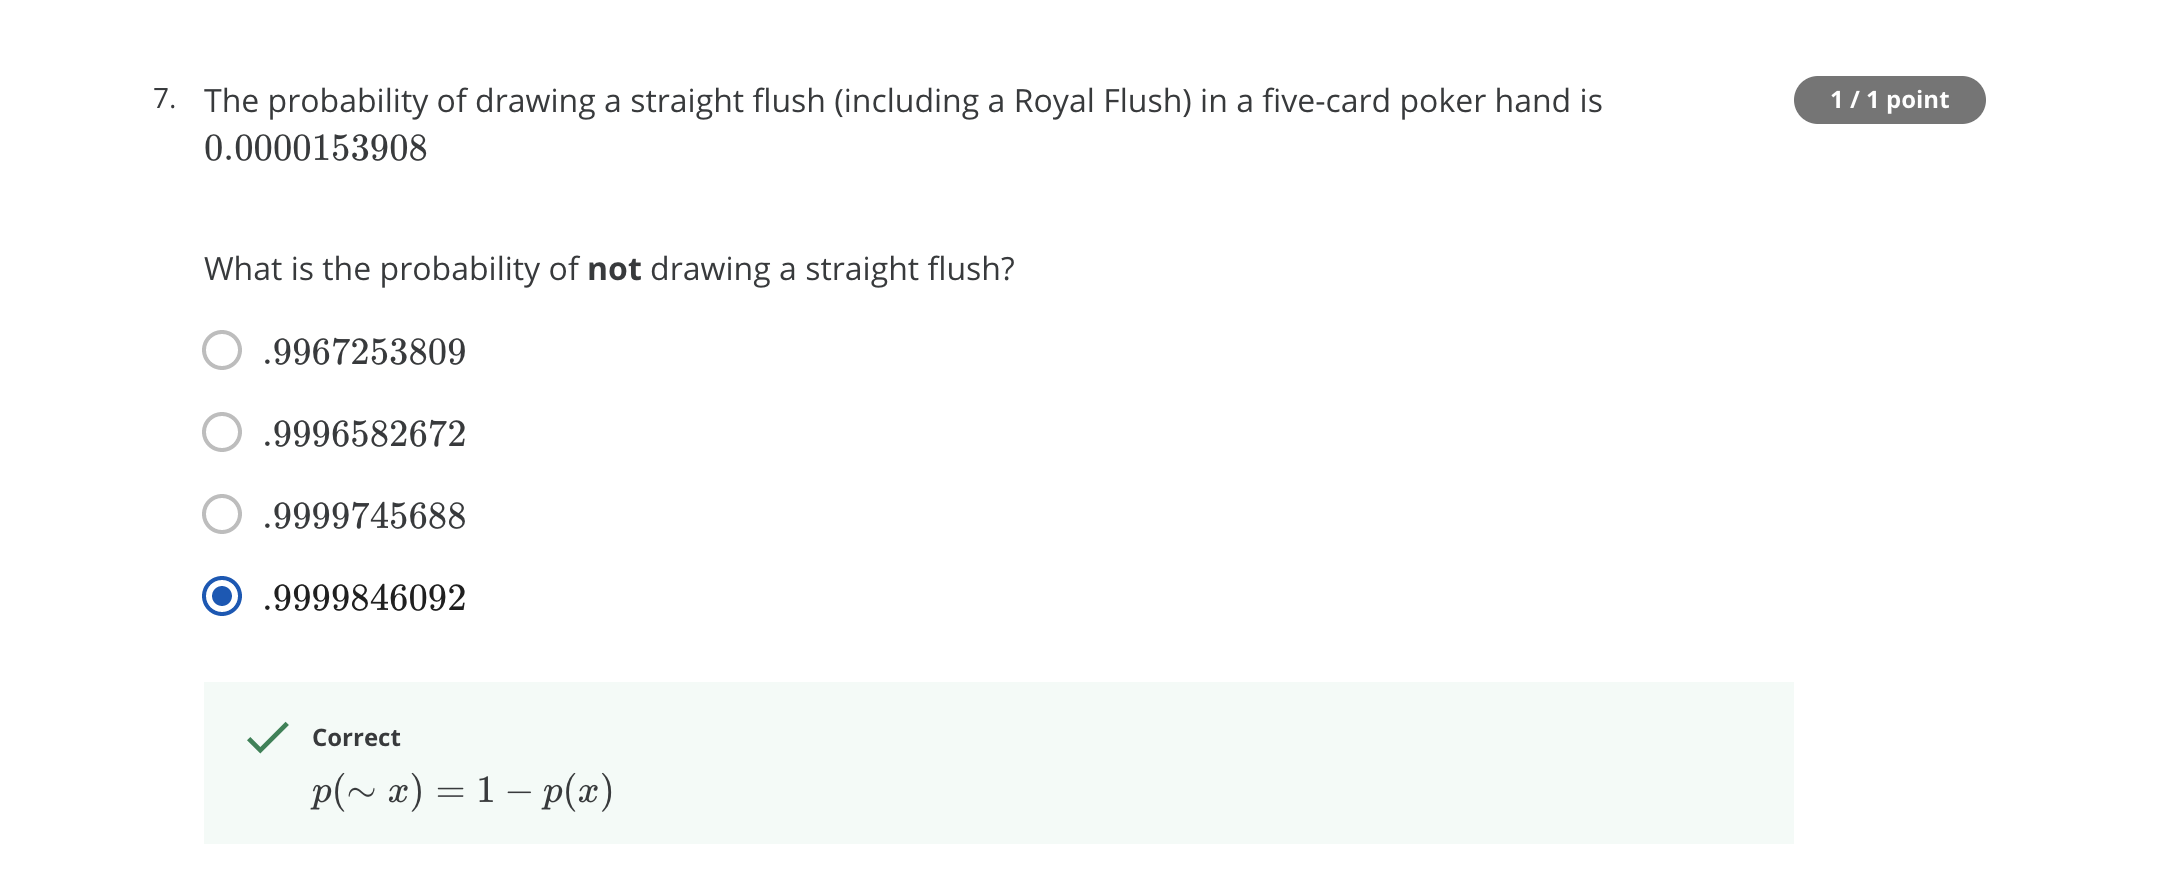 7. The probability of drawing a straight flush (including a Royal Flush) in a five-card poker hand is
1 / 1 point
0.0000153908
What is the probability of not drawing a straight flush?
.9967253809
.9996582672
.9999745688
.9999846092
Correct
p(∼ x) = 1 − p(x)